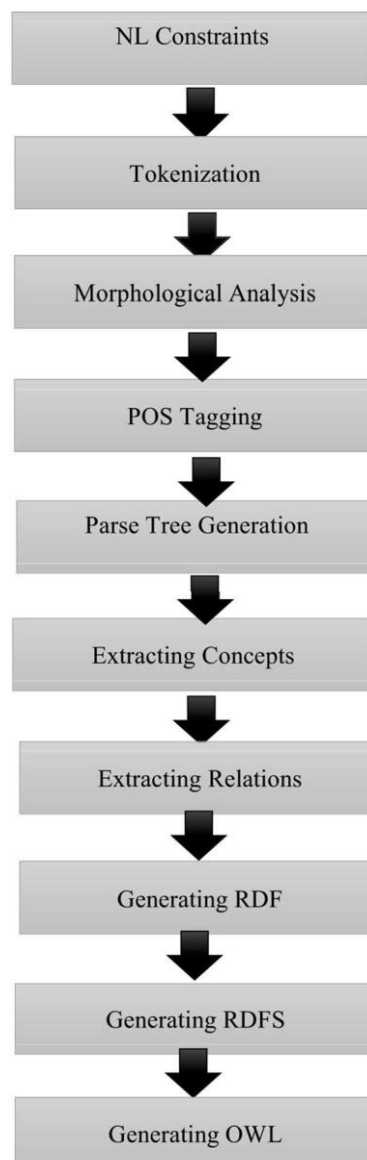 NL Constraints
Tokenization
Morphological Analysis
POS Tagging
Parse Tree Generation
Extracting Concepts
Extracting Relations
Generating RDF
Generating RDFS
Generating OWL